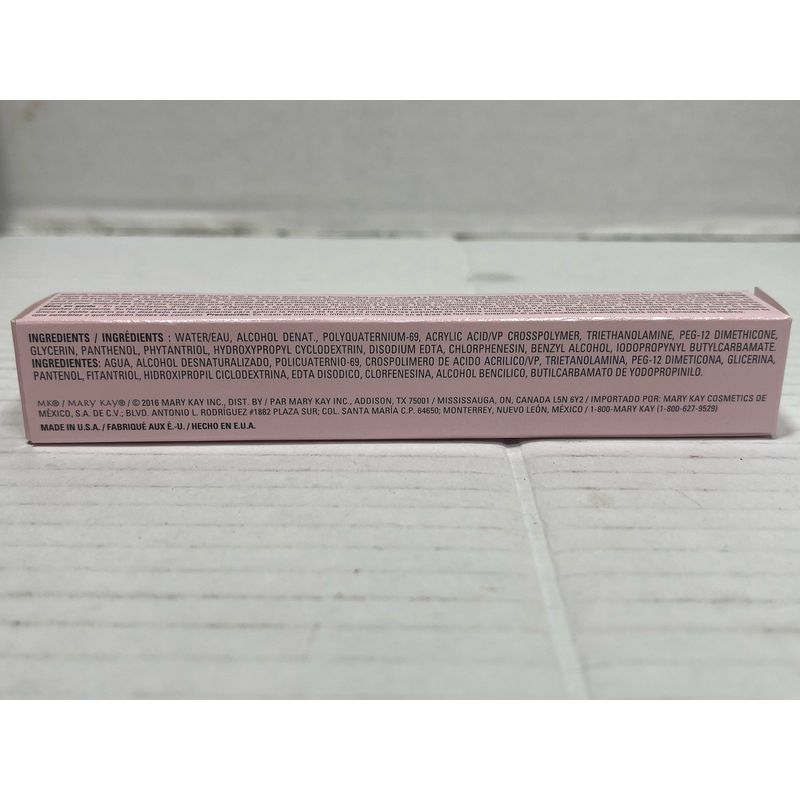 INGREDIENTS / INGRÉDIENTS : WATER/EAU, ALCOHOL DENAT., POLYQUATERNIUM-69, ACRYLIC ACID/VP CROSSPOLYMER, TRIETHANOLAMINE, PEG-12 DIMETHICONE,
GLYCERIN, PANTHENOL, PHYTANTRIOL, HYDROXYPROPYL CYCLODEXTRIN, DISODIUM EDTA, CHLORPHENESIN, BENZYL ALCOHOL, IODOPROPYNYL BUTYLCARBAMATE.
INGREDIENTES: AGUA, ALCOHOL DESNATURALIZADO, POLICUATERNIO-69, CROSPOLIMERO DE ACIDO ACRILICO/VP, TRIETANOLAMINA, PEG-12 DIMETICONA, GLICERINA,
PANTENOL, FITANTRIOL, HIDROXIPROPIL CICLODEXTRINA, EDTA DISODICO, CLORFENESINA, ALCOHOL BENCILICO, BUTILCARBAMATO DE YODOPROPINILO.
MK® / MARY KAY® ©2016 MARY KAY INC., DIST. BY / PAR MARY KAY INC., ADDISON, TX 75001 / MISSISSAUGA, ON, CANADA L5N 6Y2 / IMPORTADO POR: MARY KAY COSMETICS DE
MÉXICO, S.A. DE C.V.; BLVD. ANTONIO L. RODRÍGUEZ #1882 PLAZA SUR; COL. SANTA MARÍA C.P. 64650; MONTERREY, NUEVO LEÓN, MÉXICO / 1-800-MARY KAY (1-800-627-9529)
MADE IN U.S.A. / FABRIQUÉ AUX É.-U. / HECHO EN E.U.A.